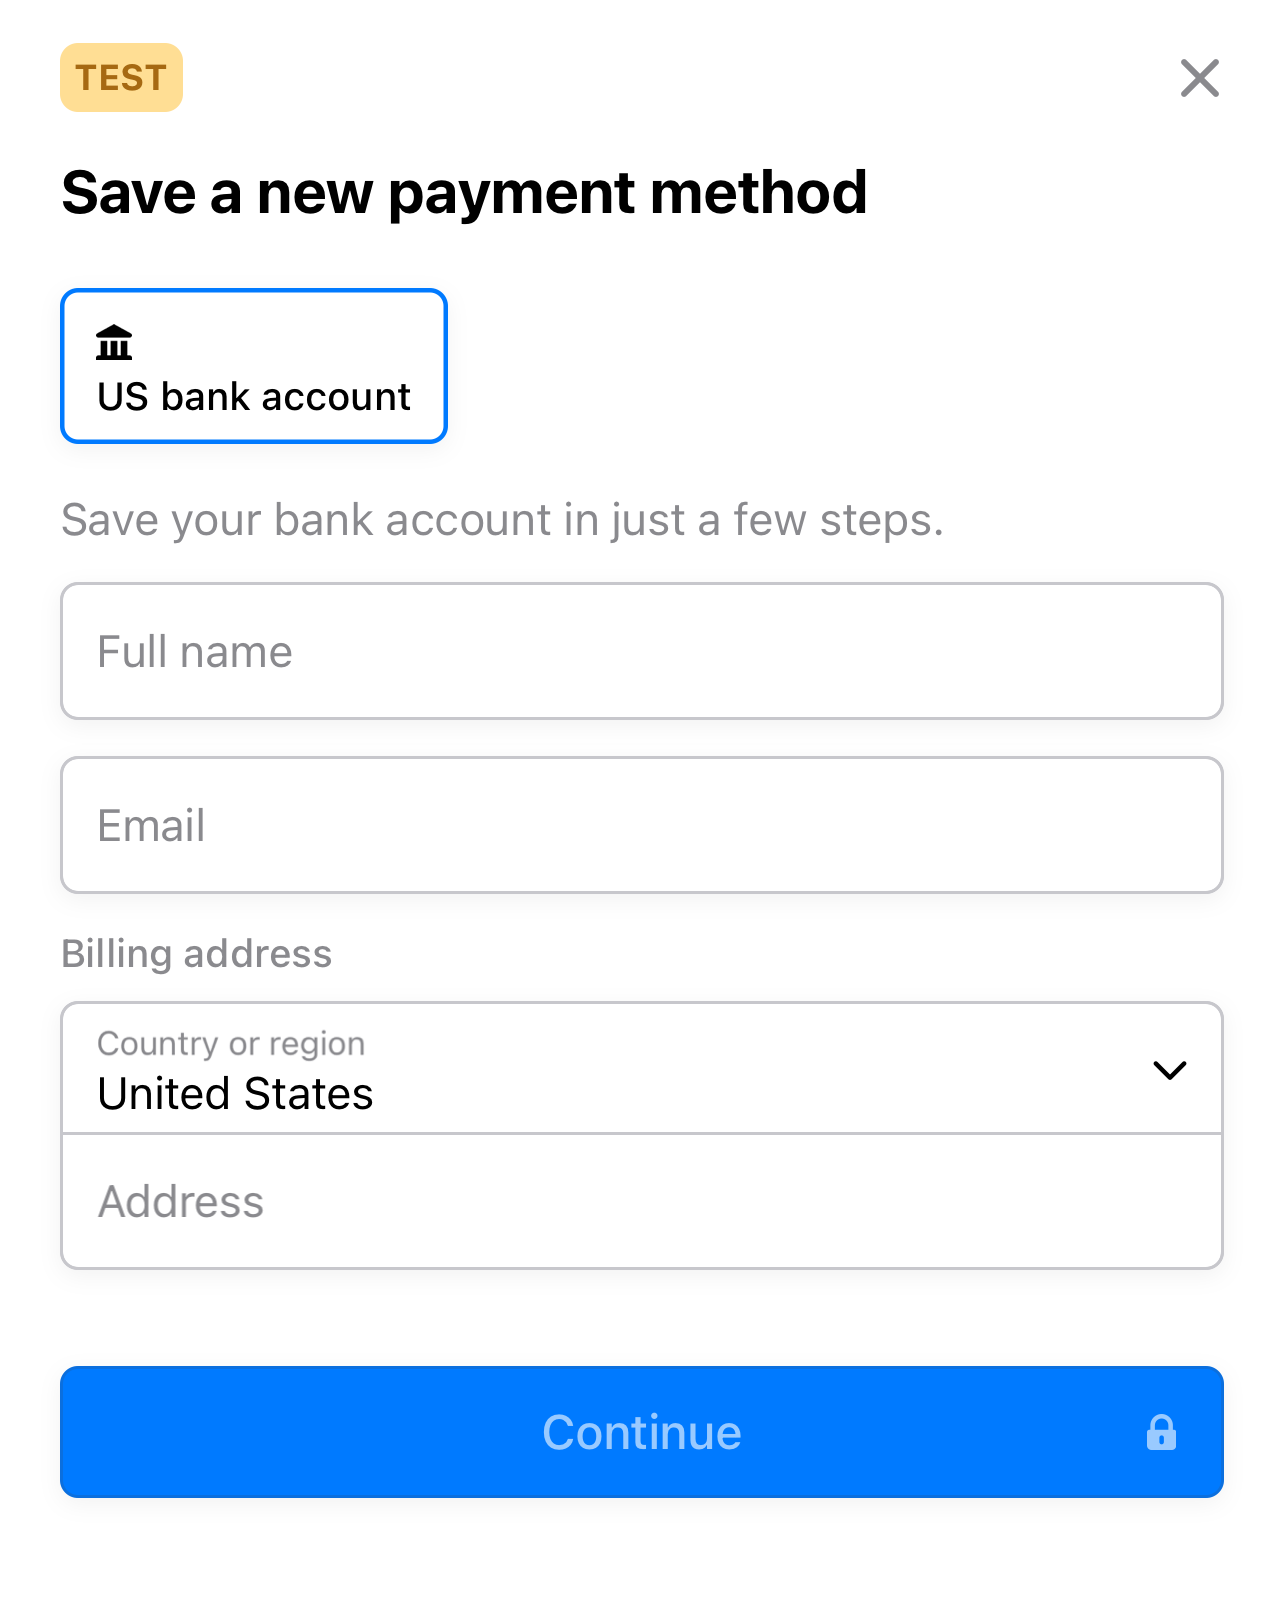 TEST
Save a new payment method
US bank account
Save your bank account in just a few steps.
Full name
Email
Billing address
Country or region
United States
Address
Continue